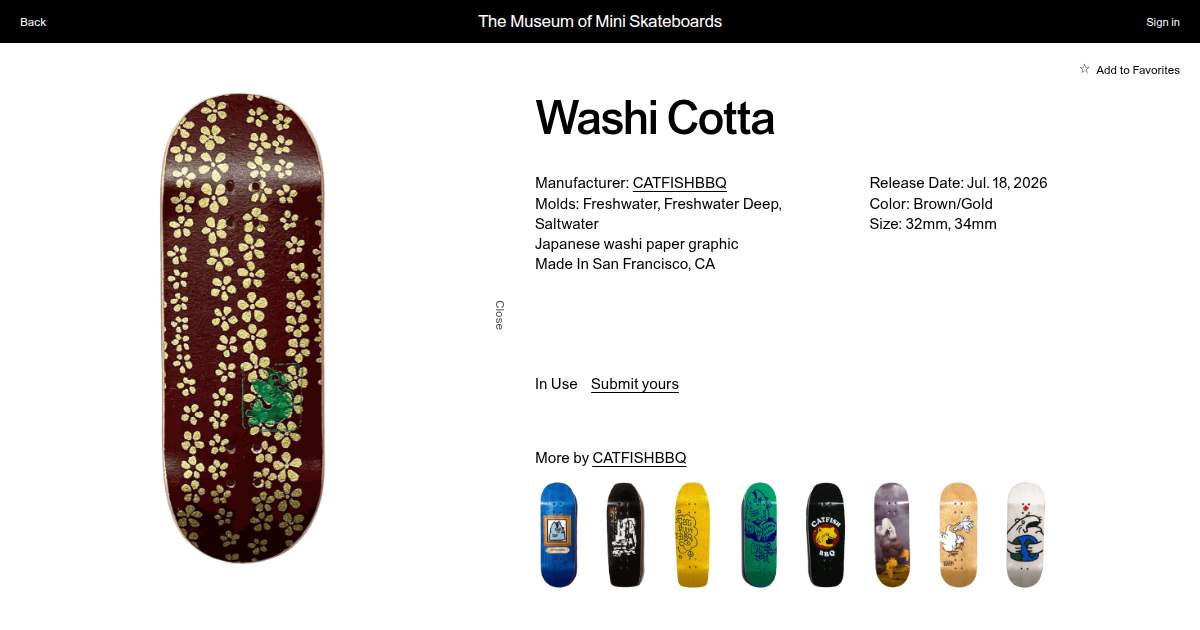 Back
The Museum of Mini Skateboards
Sign in
☆ Add to Favorites
Washi Cotta
Manufacturer: CATFISHBBQ
Molds: Freshwater, Freshwater Deep,
Saltwater
Japanese washi paper graphic
Made In San Francisco, CA
Release Date: Jul. 18, 2026
Color: Brown/Gold
Size: 32mm, 34mm
Close
In Use Submit yours
More by CATFISHBBQ
CATFISH
BBQ